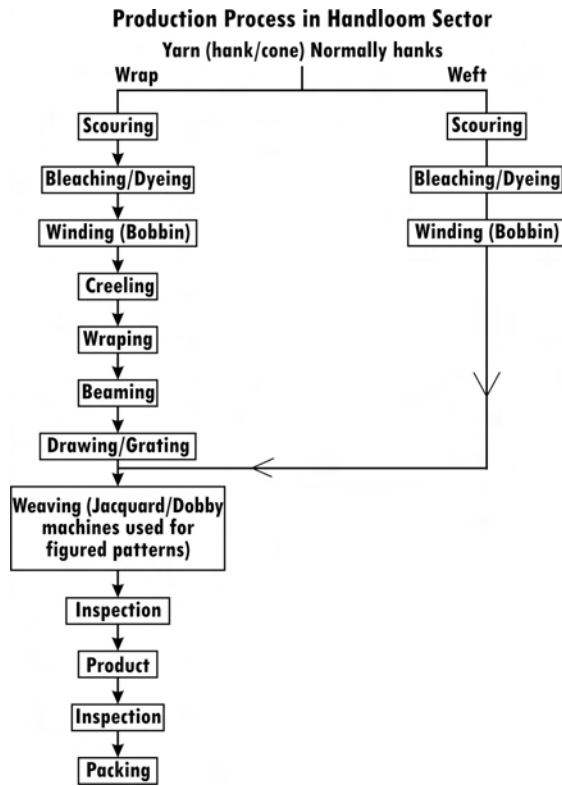 Production Process in Handloom Sector
Yarn (hank/cone) Normally hanks
Wrap
Weft
Scouring
Scouring
Bleaching/Dyeing
Bleaching/Dyeing
Winding (Bobbin)
Winding (Bobbin)
Creeling
Wraping
Beaming
Drawing/Grating
Weaving (Jacquard/Dobby
machines used for
figured patterns)
Inspection
Product
Inspection
Packing